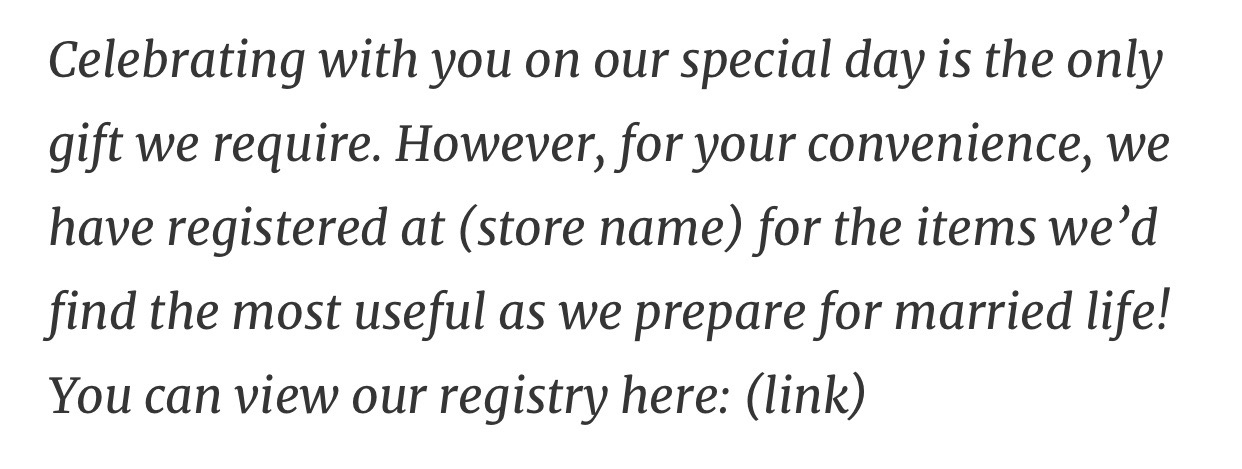 Celebrating with you on our special day is the only
gift we require. However, for your convenience, we
have registered at (store name) for the items we’d
find the most useful as we prepare for married life!
You can view our registry here: (link)